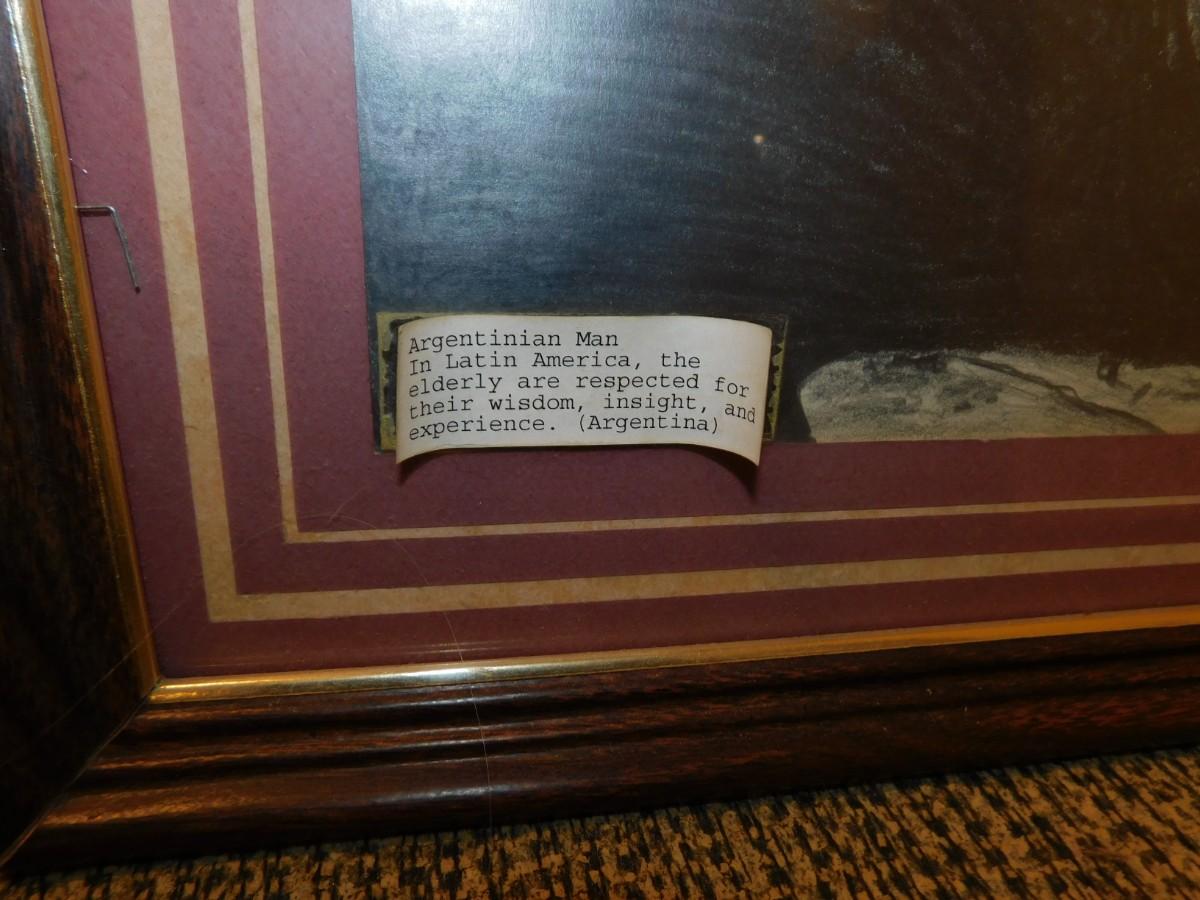 Argentinian Man
In Latin America, the
elderly are respected for
their wisdom, insight, and
experience. (Argentina)